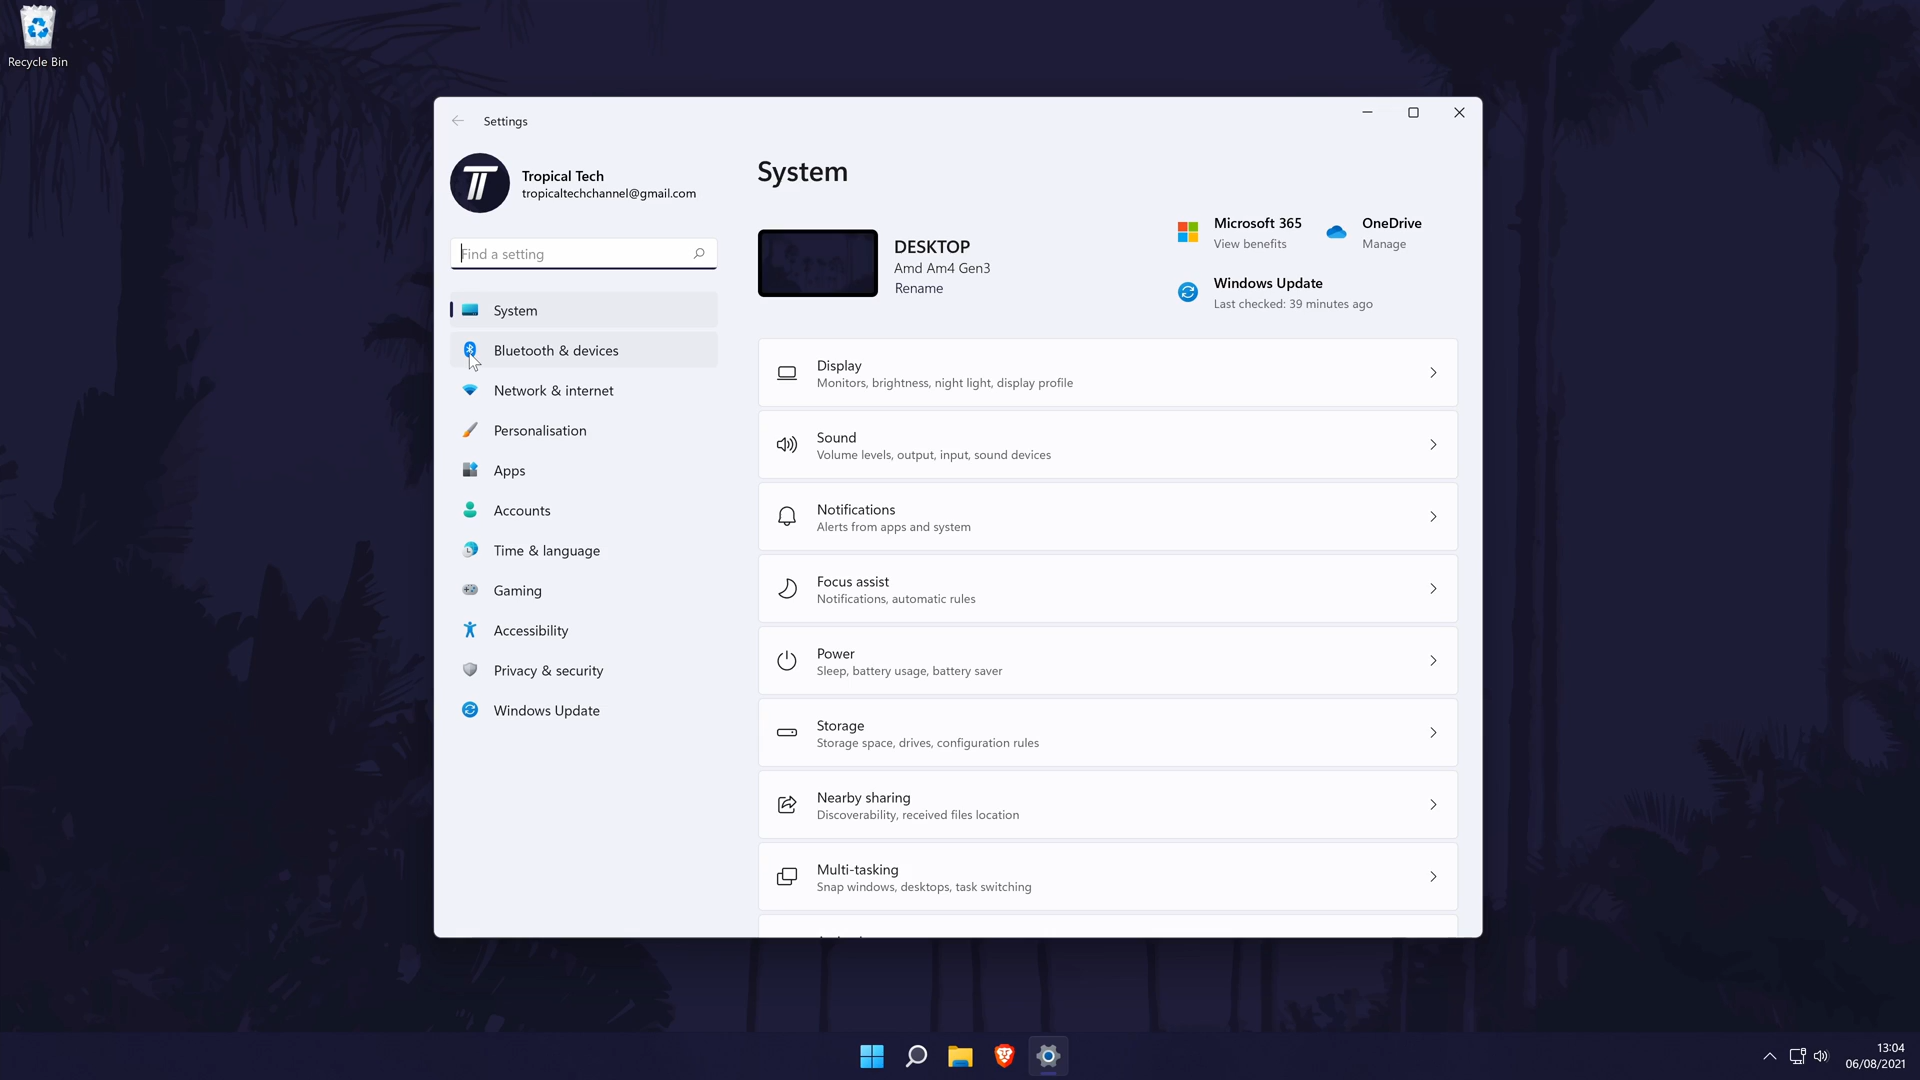 Recycle Bin
Settings
Tropical Tech
tropicaltechchannel@gmail.com
Find a setting
System
Bluetooth & devices
Network & internet
Personalisation
Apps
Accounts
Time & language
Gaming
Accessibility
Privacy & security
Windows Update
System
DESKTOP
Amd Am4 Gen3
Rename
Microsoft 365
View benefits
OneDrive
Manage
Windows Update
Last checked: 39 minutes ago
Display
Monitors, brightness, night light, display profile
Sound
Volume levels, output, input, sound devices
Notifications
Alerts from apps and system
Focus assist
Notifications, automatic rules
Power
Sleep, battery usage, battery saver
Storage
Storage space, drives, configuration rules
Nearby sharing
Discoverability, received files location
Multi-tasking
Snap windows, desktops, task switching
13:04
06/08/2021